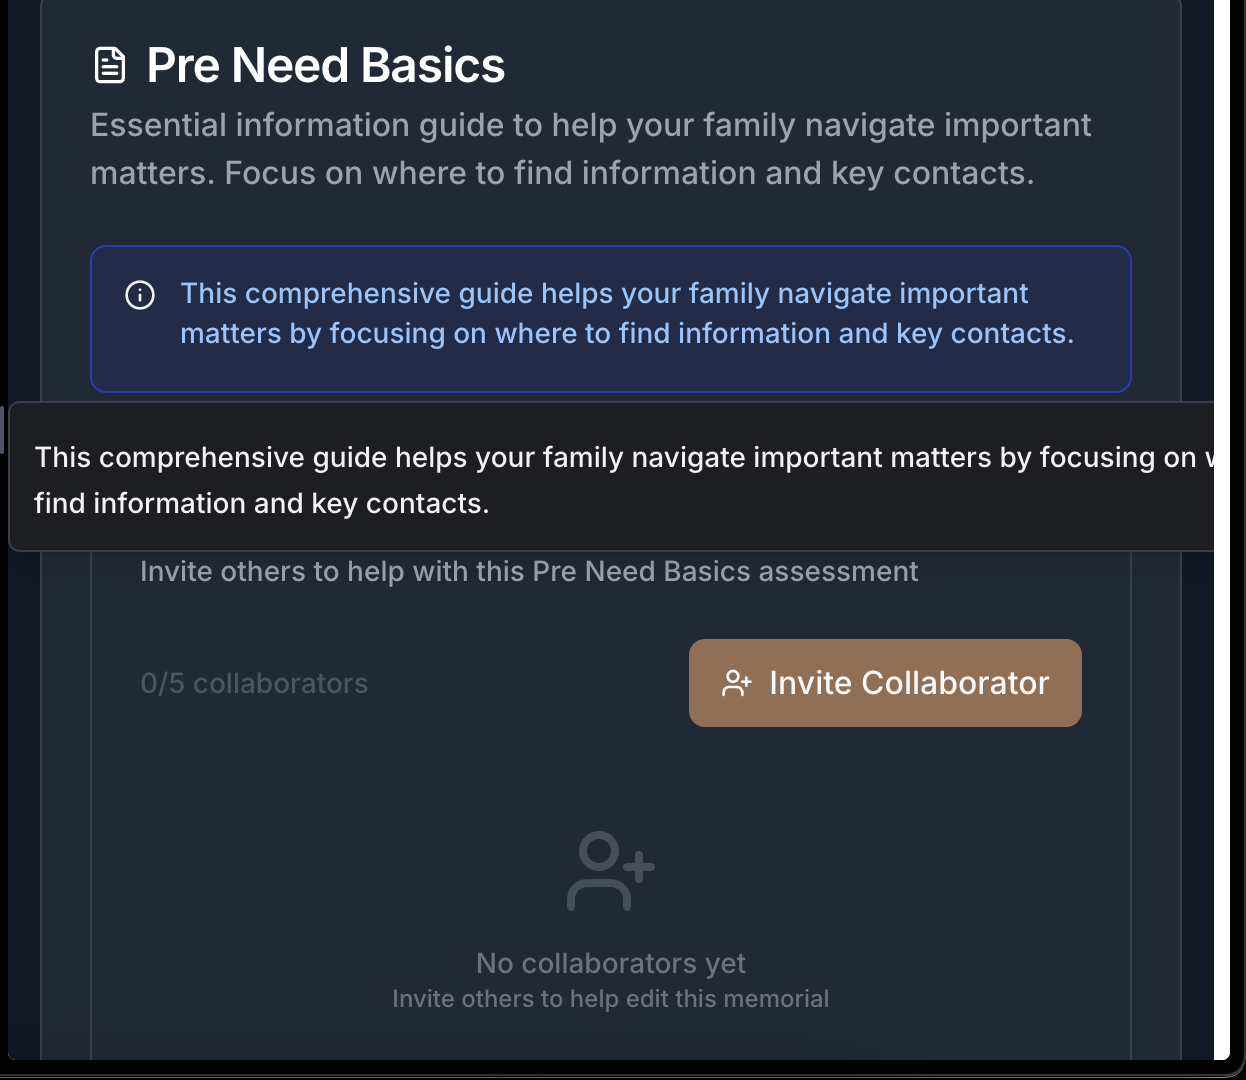 Pre Need Basics
Essential information guide to help your family navigate important
matters. Focus on where to find information and key contacts.
This comprehensive guide helps your family navigate important
matters by focusing on where to find information and key contacts.
This comprehensive guide helps your family navigate important matters by focusing on
find information and key contacts.
Invite others to help with this Pre Need Basics assessment
0/5 collaborators
Invite Collaborator
No collaborators yet
Invite others to help edit this memorial